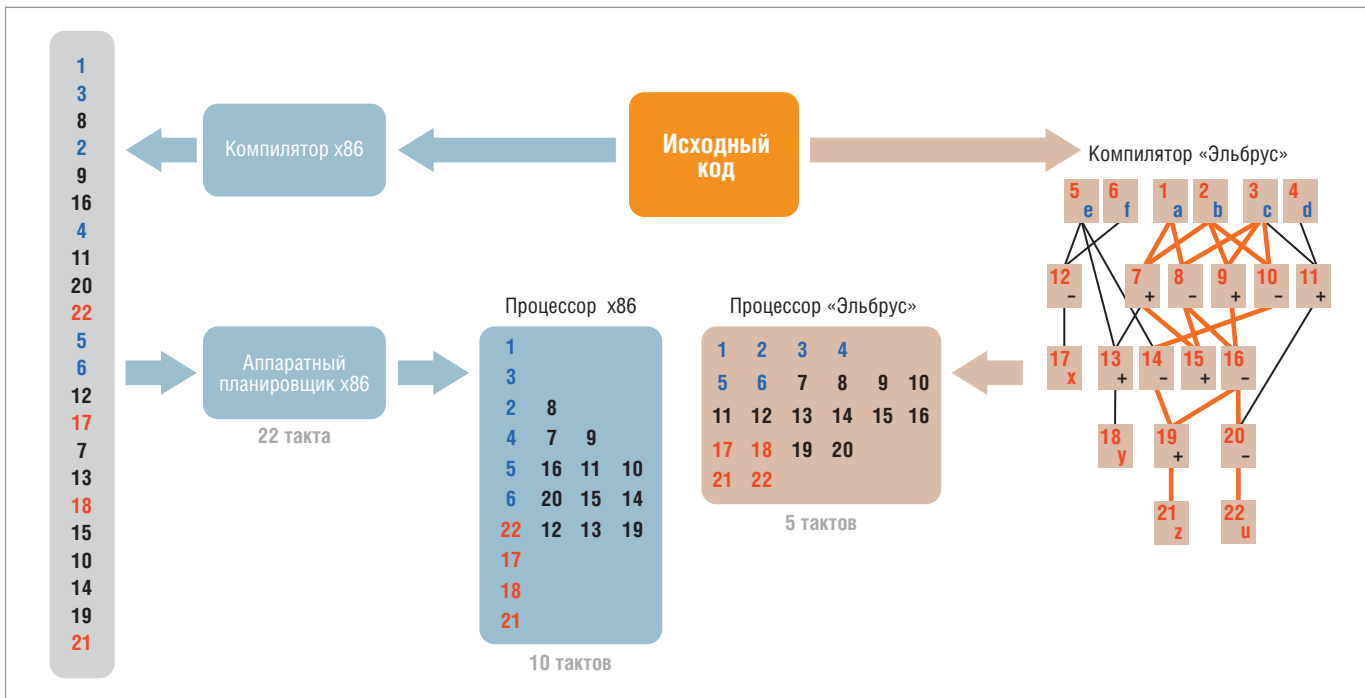 1
3
8
2
9
16
4
11
20
22
5
6
12
17
7
13
18
15
10
14
19
21
Компилятор x86
Исходный
код
Аппаратный
планировщик x86
22 такта
Процессор x86
1
3
2 8
4 7 9
5 16 11 10
6 20 15 14
22 12 13 19
17
18
21
10 тактов
Процессор «Эльбрус»
1 2 3 4
5 6 7 8 9 10
11 12 13 14 15 16
17 18 19 20
21 22
5 тактов
Компилятор «Эльбрус»
5 6 1 2 3 4
e f a b c d
12 7 8 9 10 11
– + – + – +
17 13 14 15 16
x + – + –
18 19 20
y + –
21 22
z u